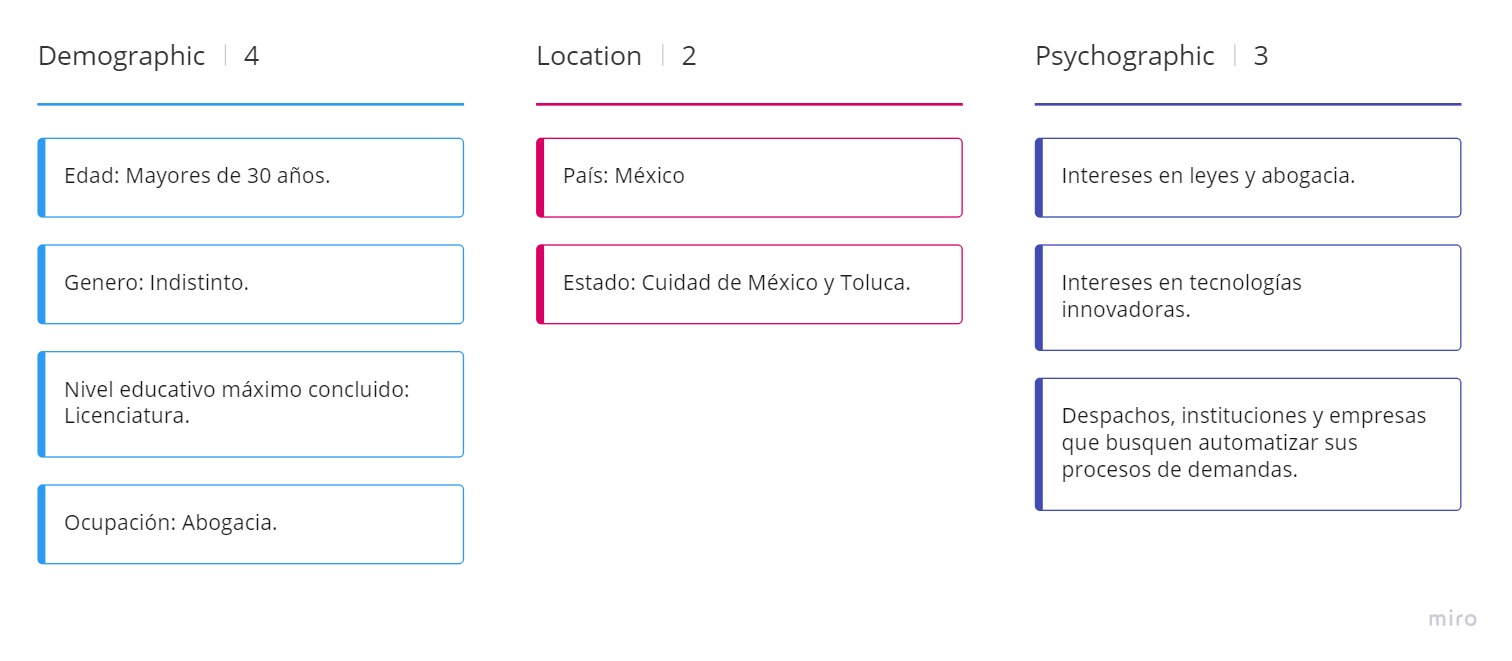 Demographic | 4
Edad: Mayores de 30 años.
Genero: Indistinto.
Nivel educativo máximo concluido:
Licenciatura.
Ocupación: Abogacia.
Location | 2
País: México
Estado: Cuidad de México y Toluca.
Psychographic | 3
Intereses en leyes y abogacia.
Intereses en tecnologías
innovadoras.
Despachos, instituciones y empresas
que busquen automatizar sus
procesos de demandas.
miro